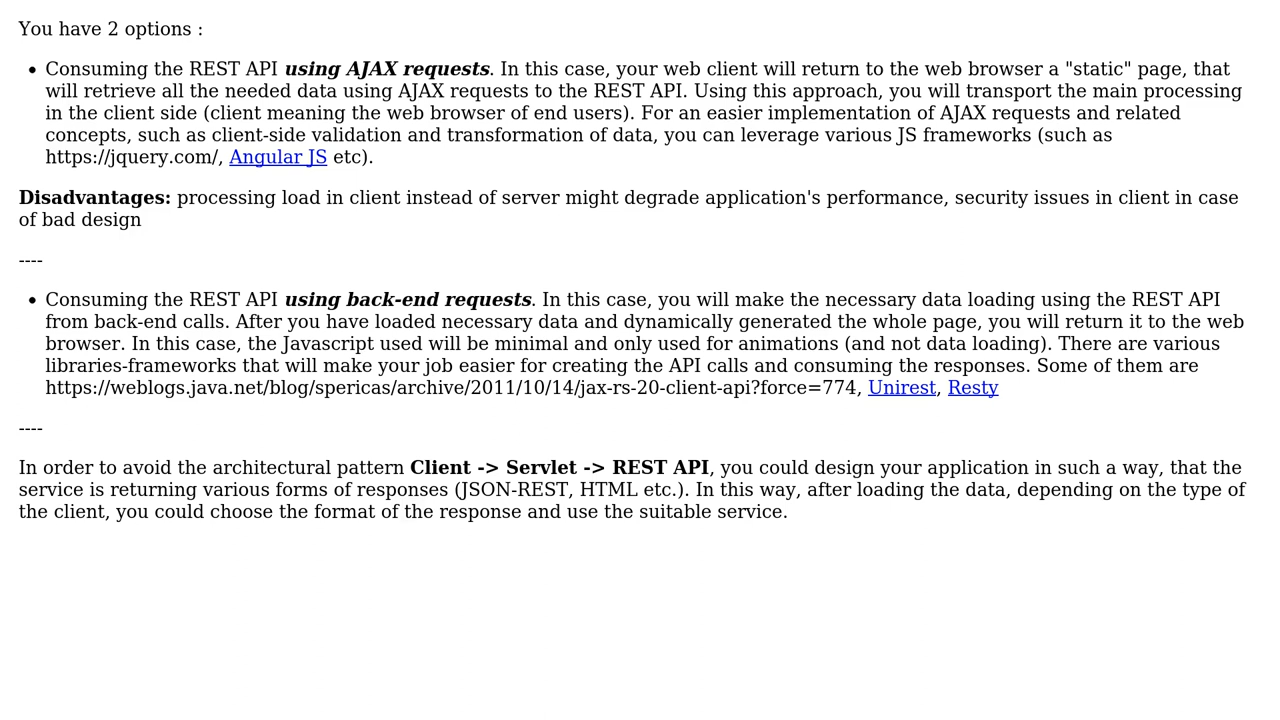 You have 2 options :
• Consuming the REST API using AJAX requests. In this case, your web client will return to the web browser a "static" page, that
will retrieve all the needed data using AJAX requests to the REST API. Using this approach, you will transport the main processing
in the client side (client meaning the web browser of end users). For an easier implementation of AJAX requests and related
concepts, such as client-side validation and transformation of data, you can leverage various JS frameworks (such as
https://jquery.com/, Angular JS etc).
Disadvantages: processing load in client instead of server might degrade application's performance, security issues in client in case
of bad design
----
• Consuming the REST API using back-end requests. In this case, you will make the necessary data loading using the REST API
from back-end calls. After you have loaded necessary data and dynamically generated the whole page, you will return it to the web
browser. In this case, the Javascript used will be minimal and only used for animations (and not data loading). There are various
libraries-frameworks that will make your job easier for creating the API calls and consuming the responses. Some of them are
https://weblogs.java.net/blog/spericas/archive/2011/10/14/jax-rs-20-client-api?force=774, Unirest, Resty
----
In order to avoid the architectural pattern Client -> Servlet -> REST API, you could design your application in such a way, that the
service is returning various forms of responses (JSON-REST, HTML etc.). In this way, after loading the data, depending on the type of
the client, you could choose the format of the response and use the suitable service.